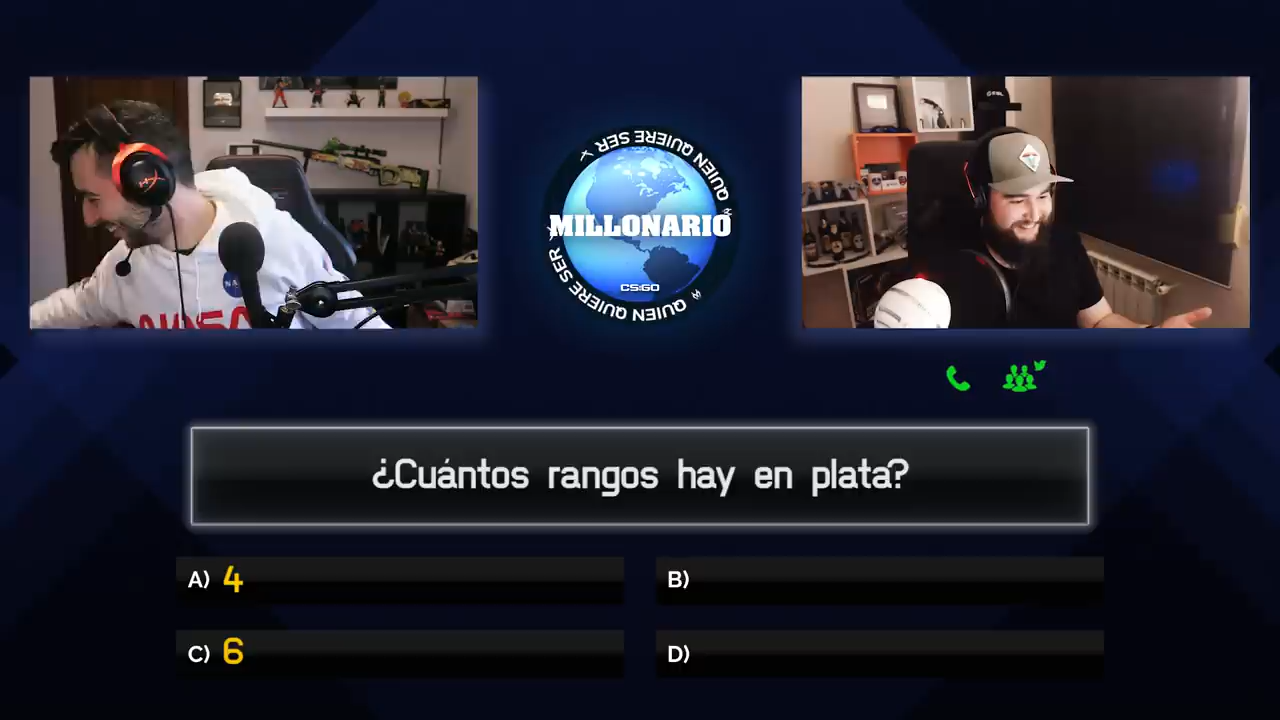 QUIEN QUIERE SER
MILLONARIO
CS:GO
QUIEN QUIERE SER
¿Cuántos rangos hay en plata?
A) 4
B)
C) 6
D)